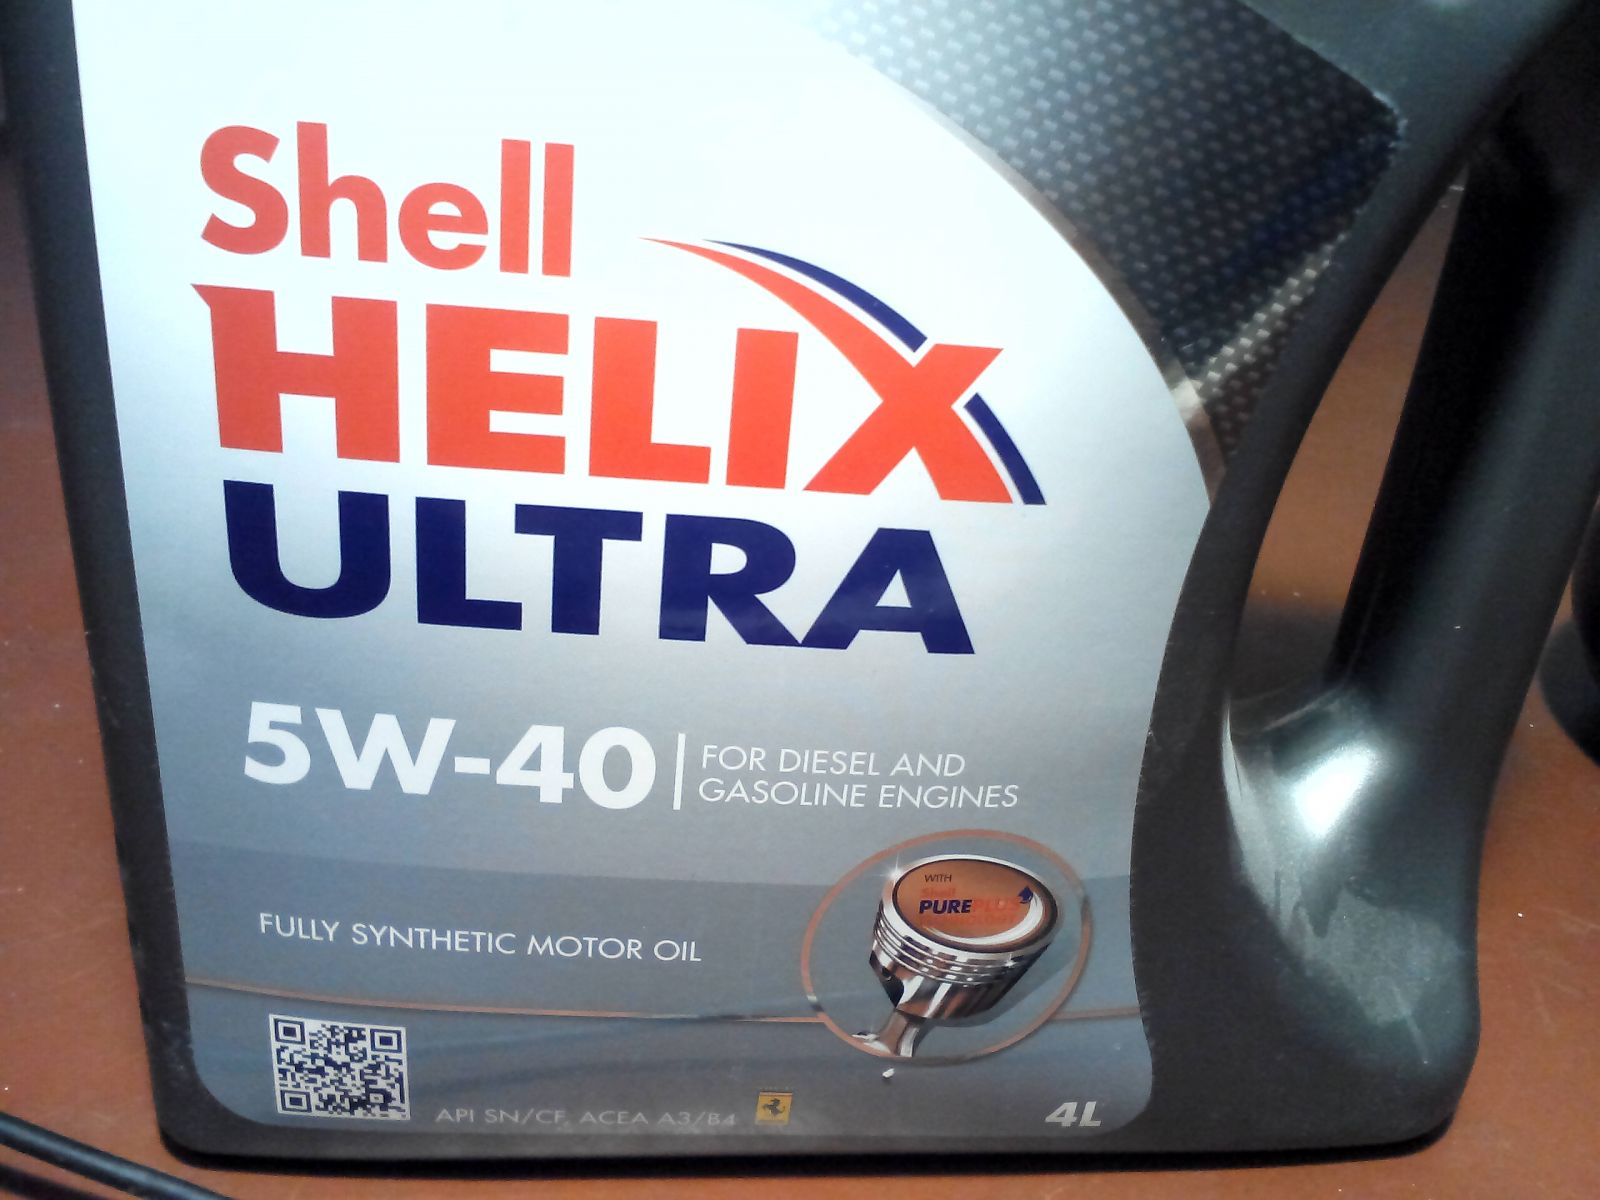 Shell
HELIX
ULTRA
5W-40
FOR DIESEL AND
GASOLINE ENGINES
WITH
Shell
PUREPLUS
FULLY SYNTHETIC MOTOR OIL
API SN/CF, ACEA A3/B4
4L